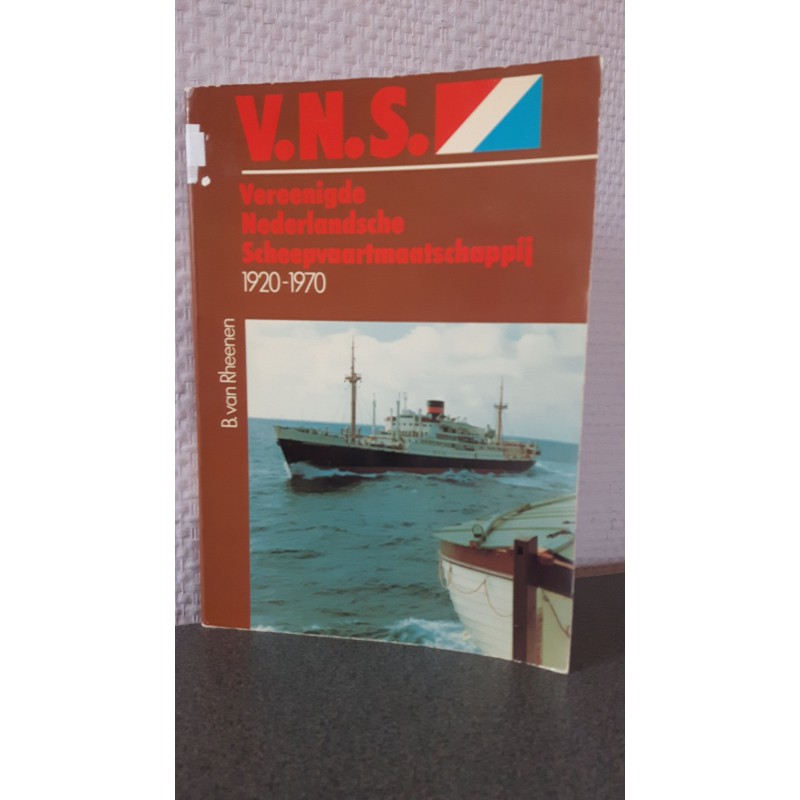 V.N.S.
Vereenigde
Nederlandsche
Scheepvaartmaatschappij
1920-1970
B. van Rheenen